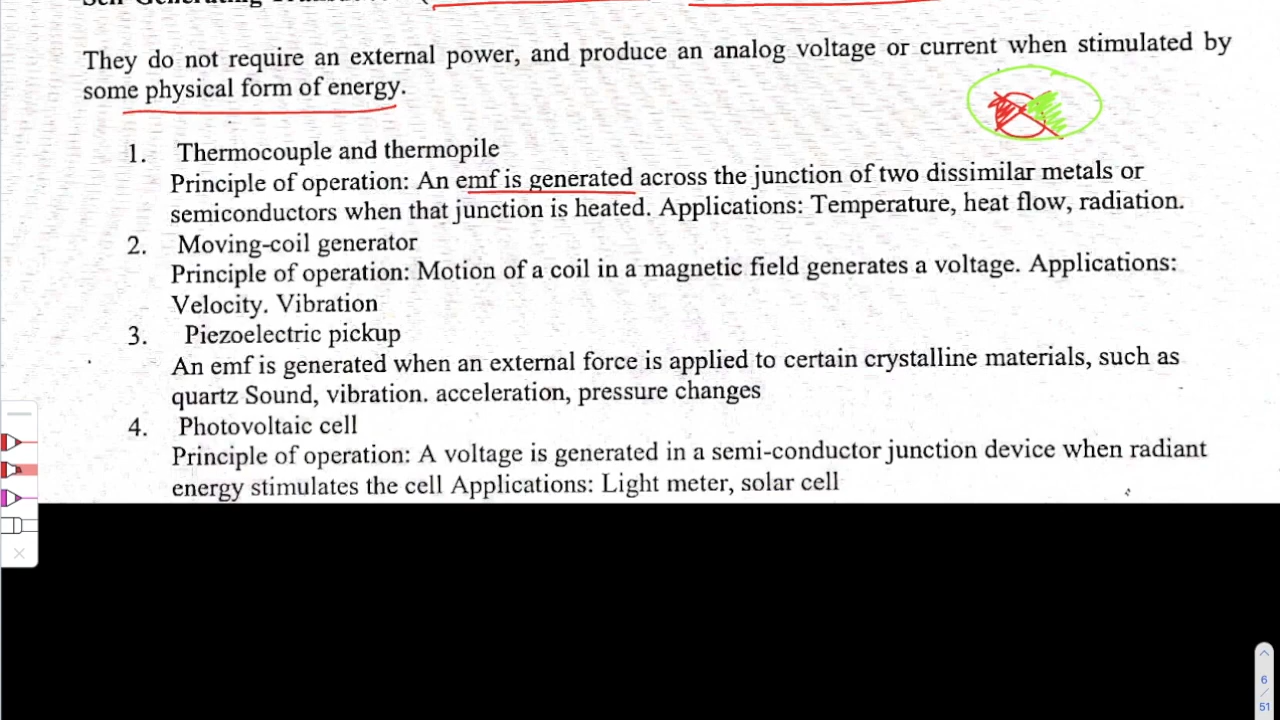 They do not require an external power, and produce an analog voltage or current when stimulated by
some physical form of energy.
1. Thermocouple and thermopile
Principle of operation: An emf is generated across the junction of two dissimilar metals or
semiconductors when that junction is heated. Applications: Temperature, heat flow, radiation.
2. Moving-coil generator
Principle of operation: Motion of a coil in a magnetic field generates a voltage. Applications:
Velocity. Vibration
3. Piezoelectric pickup
An emf is generated when an external force is applied to certain crystalline materials, such as
quartz Sound, vibration. acceleration, pressure changes
4. Photovoltaic cell
Principle of operation: A voltage is generated in a semi-conductor junction device when radiant
energy stimulates the cell Applications: Light meter, solar cell
6
51